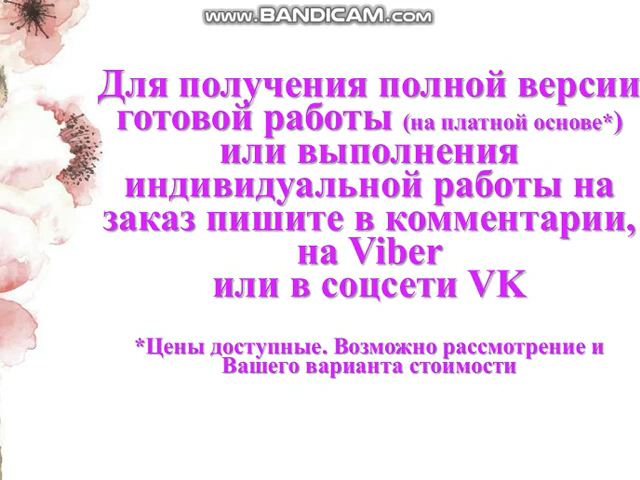 www.BANDICAM.com
Для получения полной версии
готовой работы (на платной основе*)
или выполнения
индивидуальной работы на
заказ пишите в комментарии,
на Viber
или в соцсети VK
*Цены доступные. Возможно рассмотрение и
Вашего варианта стоимости